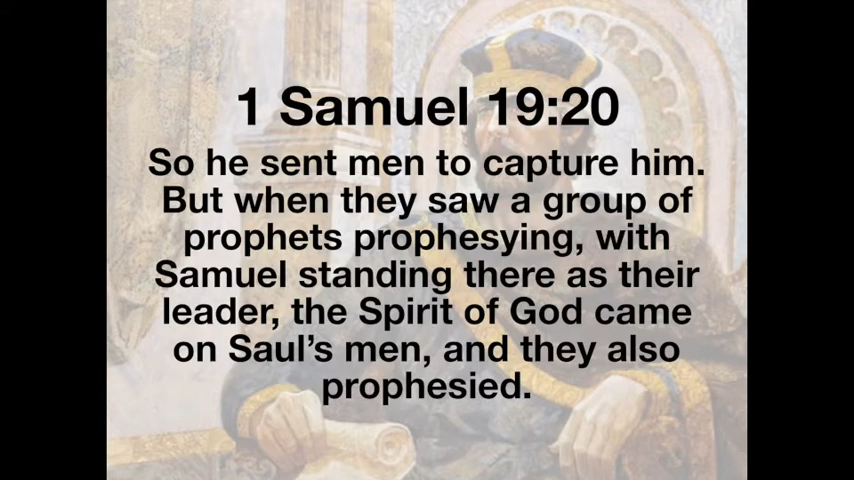 1 Samuel 19:20
So he sent men to capture him.
But when they saw a group of
prophets prophesying, with
Samuel standing there as their
leader, the Spirit of God came
on Saul’s men, and they also
prophesied.